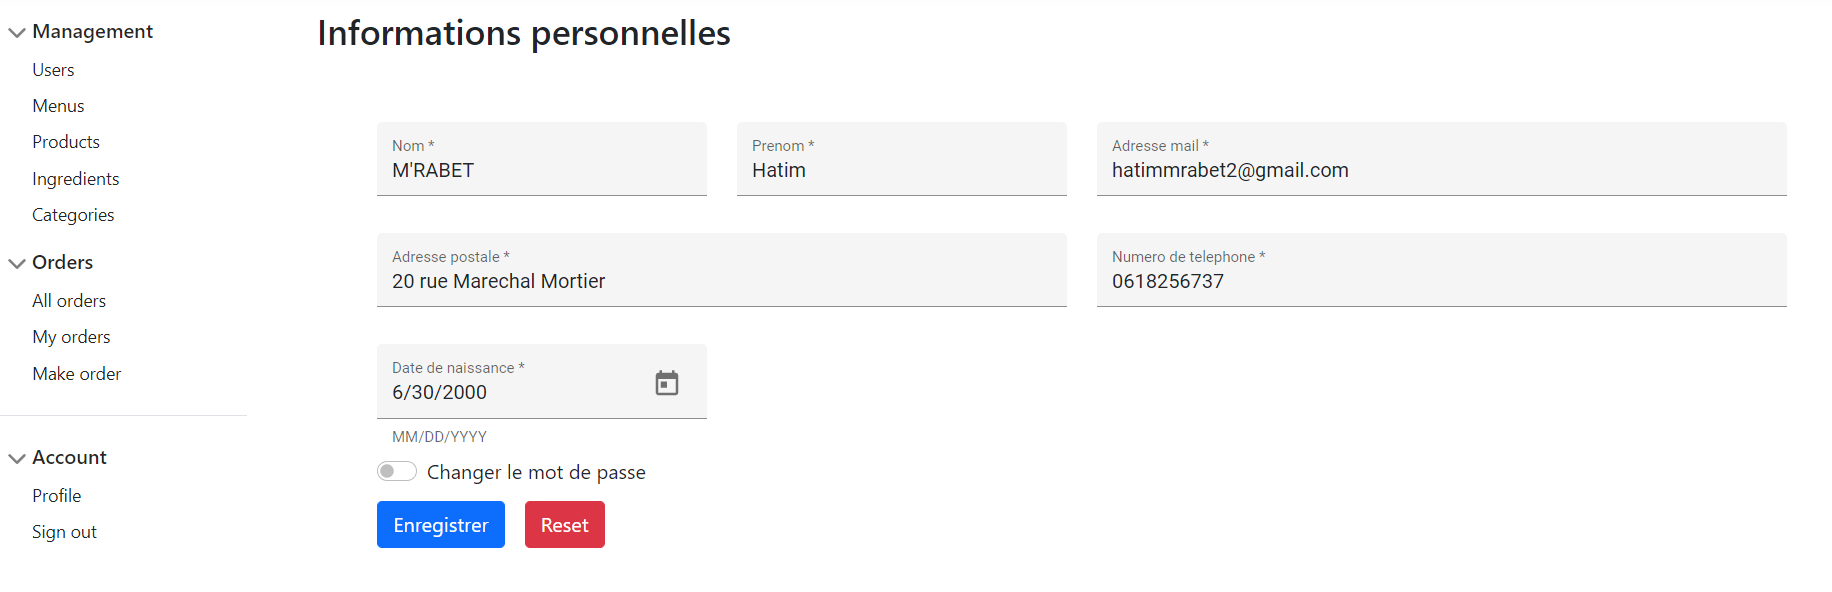 Management
Users
Menus
Products
Ingredients
Categories
Orders
All orders
My orders
Make order
Account
Profile
Sign out
Informations personnelles
Nom *
M'RABET
Prenom *
Hatim
Adresse mail *
hatimmrabet2@gmail.com
Adresse postale *
20 rue Marechal Mortier
Numero de telephone *
0618256737
Date de naissance *
6/30/2000
MM/DD/YYYY
Changer le mot de passe
Enregistrer
Reset